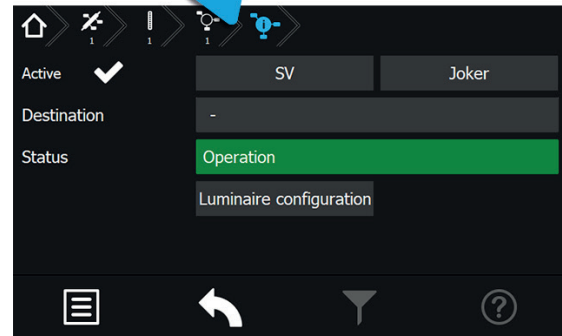 1 1 1
Active SV Joker
Destination -
Status Operation
Luminaire configuration